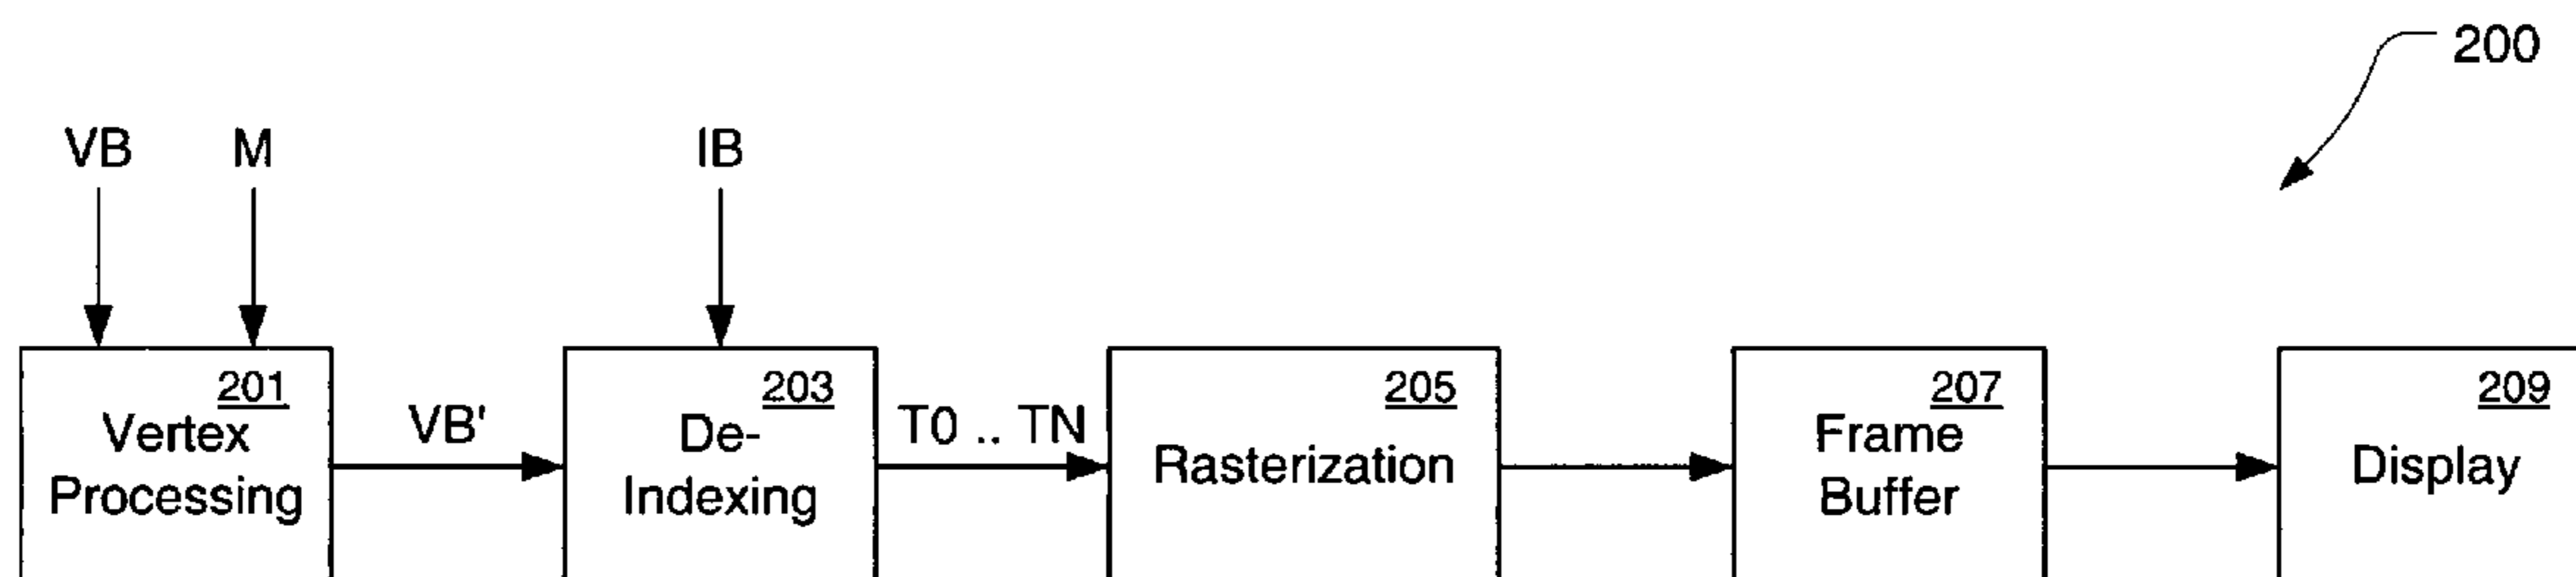 200
VB M IB
201 203 205 207 209
Vertex
Processing
VB'
De-
Indexing
T0 .. TN
Rasterization
Frame
Buffer
Display